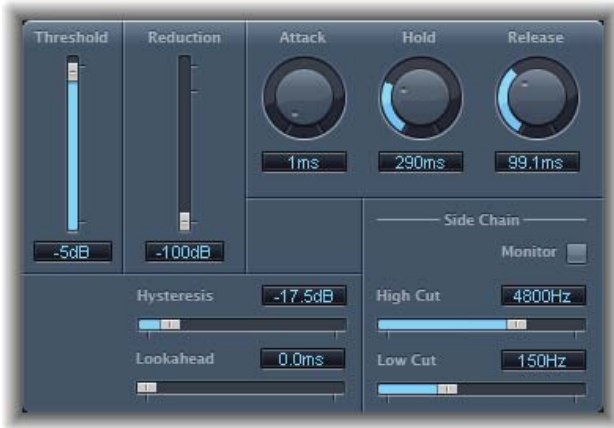 Threshold
Reduction
Attack
Hold
Release
1ms
290ms
99.1ms
-5dB
-100dB
Side Chain
Monitor
Hysteresis
-17.5dB
High Cut
4800Hz
Lookahead
0.0ms
Low Cut
150Hz